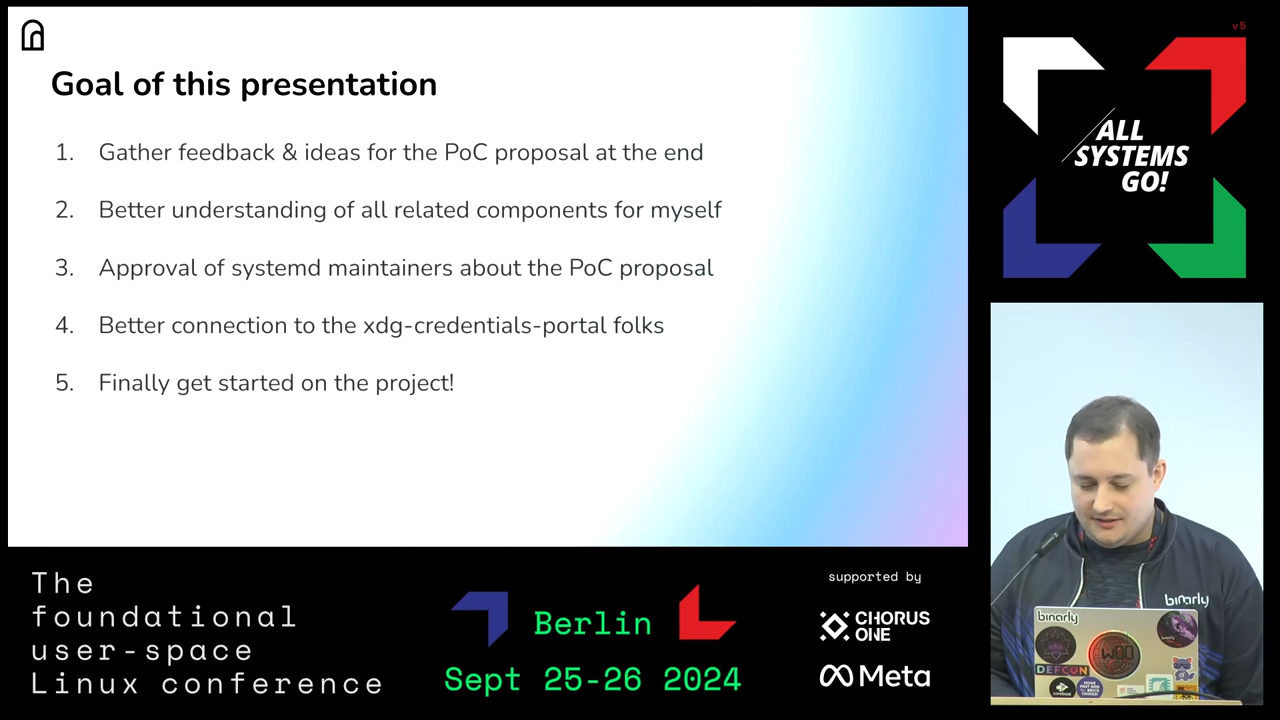 Goal of this presentation
1. Gather feedback & ideas for the PoC proposal at the end
2. Better understanding of all related components for myself
3. Approval of systemd maintainers about the PoC proposal
4. Better connection to the xdg-credentials-portal folks
5. Finally get started on the project!
v5
ALL
SYSTEMS
GO!
binarly
binarly
WOO
DEFCON
The
foundational
user-space
Linux conference
Berlin
Sept 25-26 2024
supported by
CHORUS
ONE
Meta